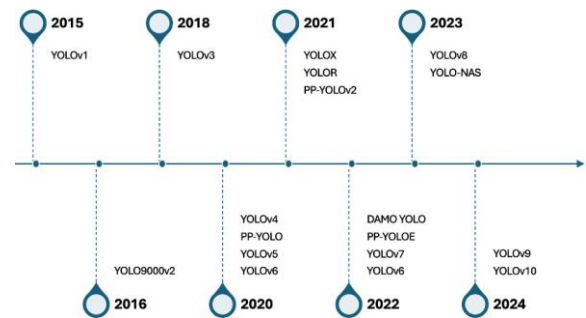 2015
YOLOv1
2018
YOLOv3
2021
YOLOX
YOLOR
PP-YOLOv2
2023
YOLOv8
YOLO-NAS
YOLO9000v2
2016
YOLOv4
PP-YOLO
YOLOv5
YOLOv6
2020
DAMO YOLO
PP-YOLOE
YOLOv7
YOLOv6
2022
YOLOv9
YOLOv10
2024